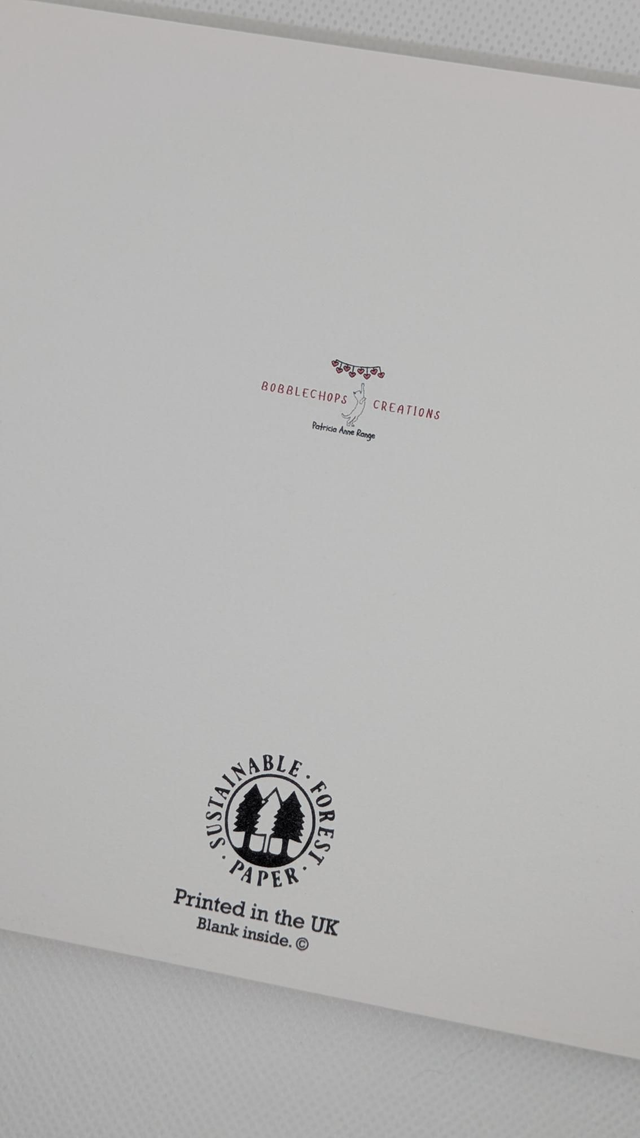 BOBBLECHOPS CREATIONS
Patricia Anne Range
SUSTAINABLE · FOREST · PAPER ·
Printed in the UK
Blank inside. ©